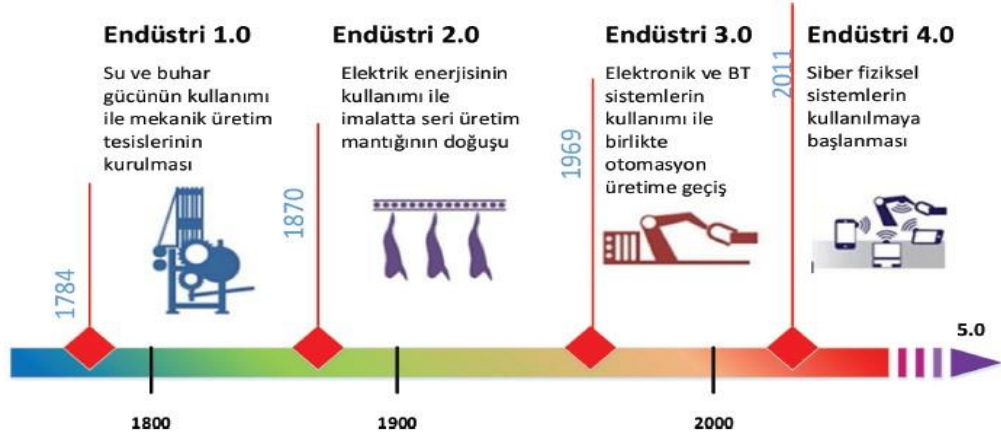 Endüstri 1.0
Su ve buhar
gücünün kullanımı
ile mekanik üretim
tesislerinin
kurulması
1784
Endüstri 2.0
Elektrik enerjisinin
kullanımı ile
imalatta seri üretim
mantığının doğuşu
1870
Endüstri 3.0
Elektronik ve BT
sistemlerin
kullanımı ile
birlikte
otomasyon
üretime geçiş
1969
Endüstri 4.0
Siber fiziksel
sistemlerin
kullanılmaya
başlanması
2011
5.0
1800
1900
2000